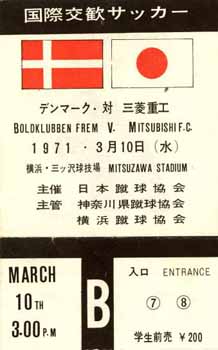 国際交歓サッカー
デンマーク・対 三菱重工
BOLDKLUBBEN FREM V. MITSUBISHI F.C.
1971・3月10日(水)
横浜・三ッ沢球技場 MITSUZAWA STADIUM
主催 日本蹴球協会
主管 神奈川県蹴球協会
横浜蹴球協会
MARCH
10TH
3.00P.M
B
入口 ENTRANCE
⑦ ⑧
学生前売 ¥200